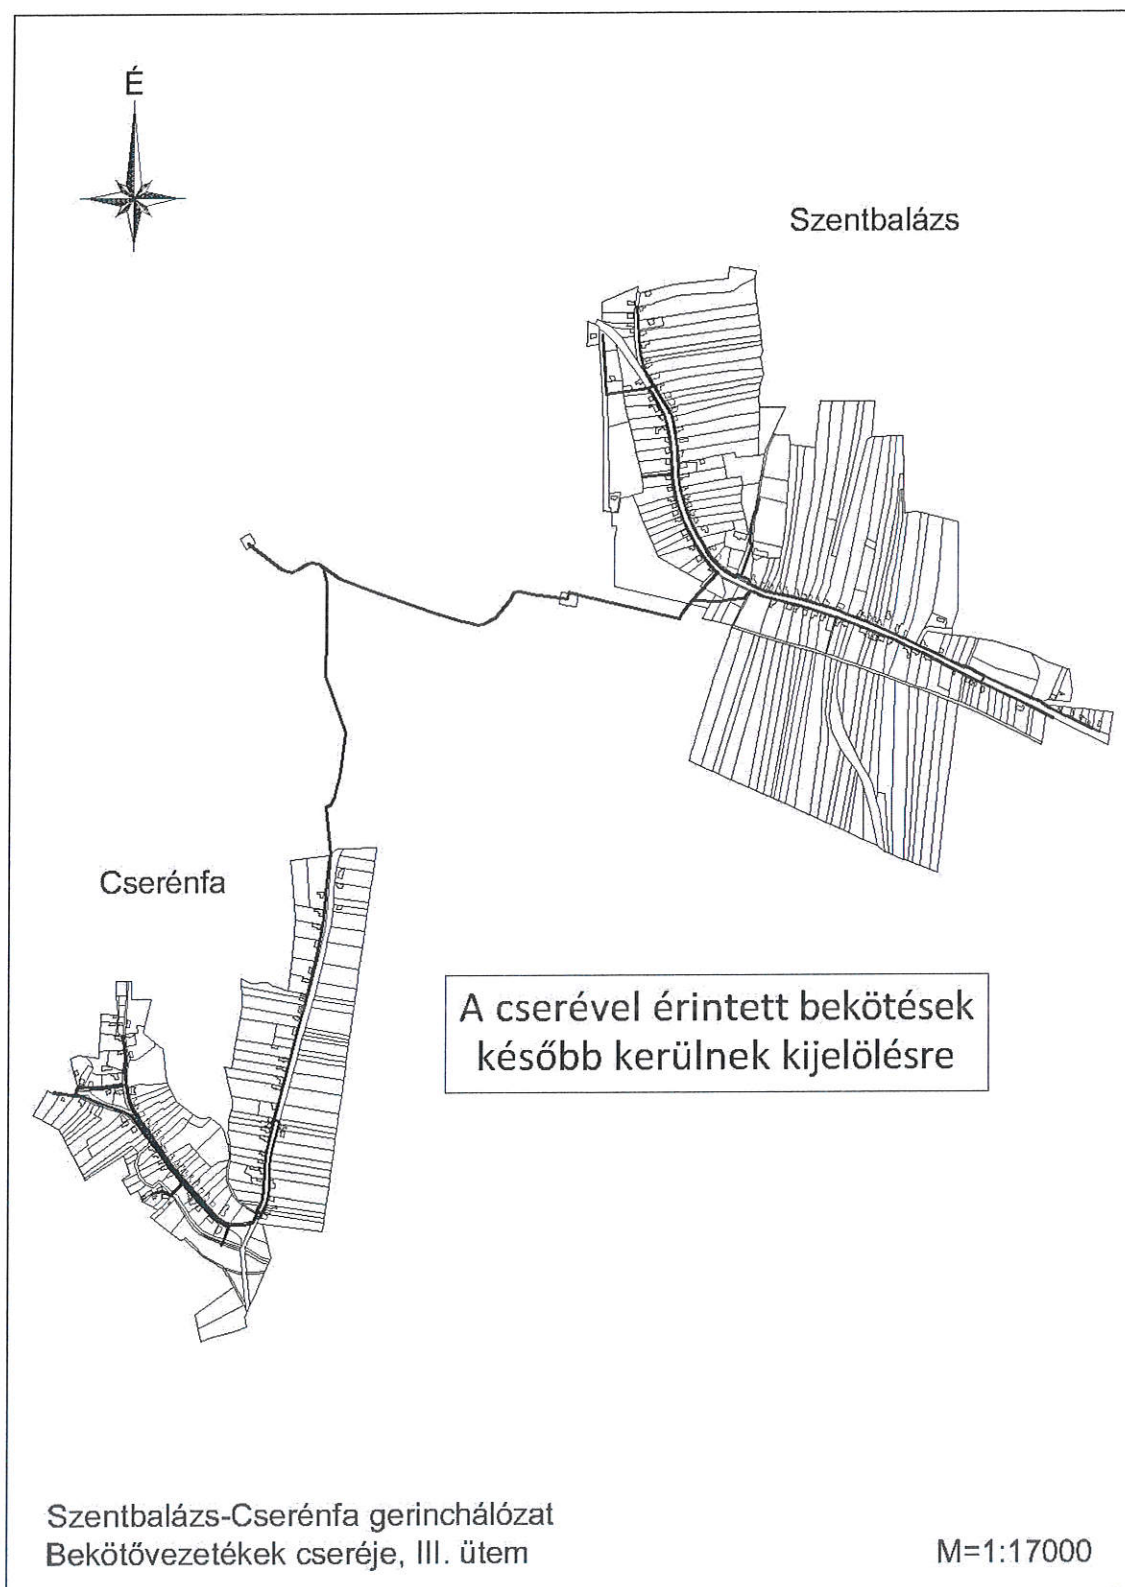 É
Szentbalázs
Cserénfa
A cserével érintett bekötések
később kerülnek kijelölésre
Szentbalázs-Cserénfa gerinchálózat
Bekötővezetékek cseréje, III. ütem
M=1:17000